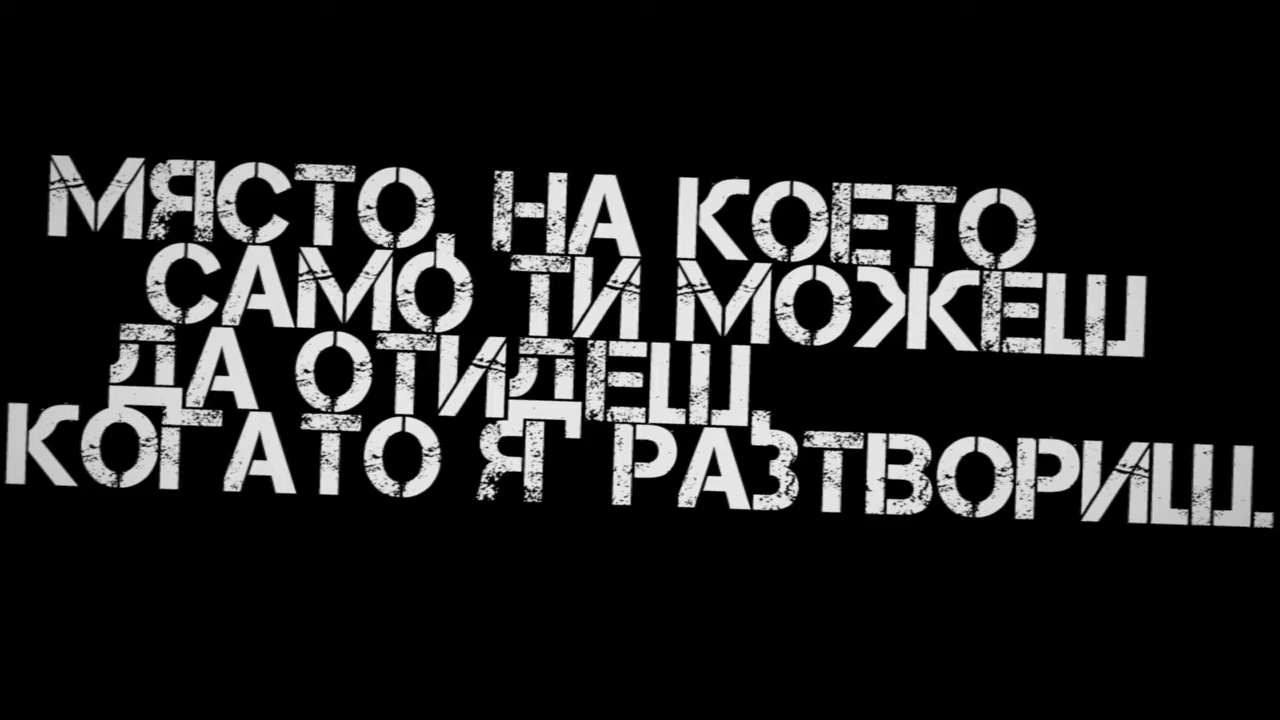 МЯСТО, НА КОЕТО
САМО ТИ МОЖЕШ
ДА ОТИДЕШ,
КОГАТО Я РАЗТВОРИШ.